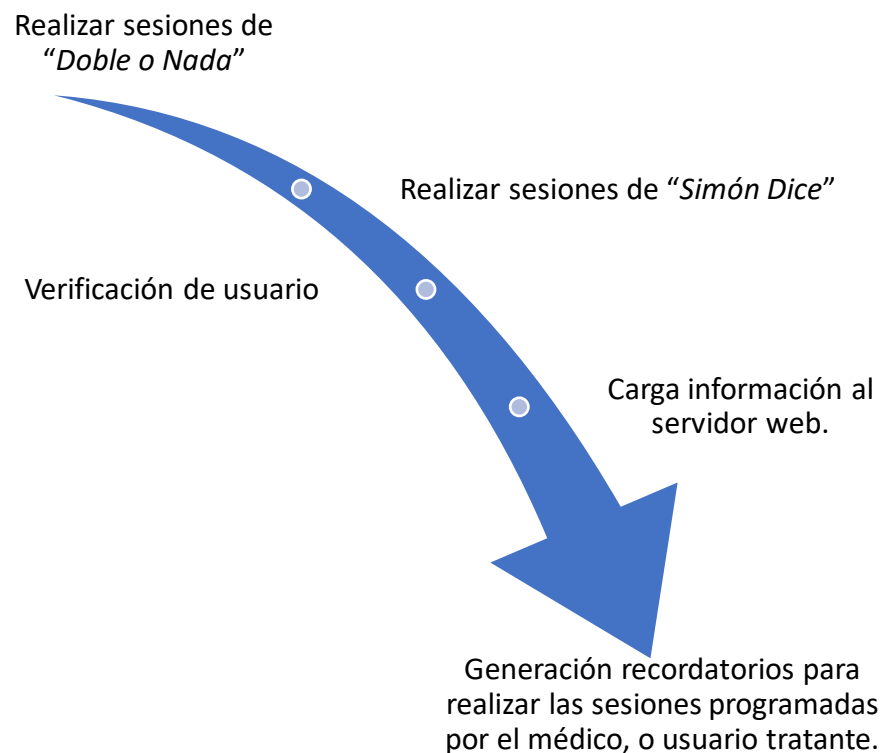 Realizar sesiones de
“Doble o Nada”
Realizar sesiones de “Simón Dice”
Verificación de usuario
Carga información al
servidor web.
Generación recordatorios para
realizar las sesiones programadas
por el médico, o usuario tratante.